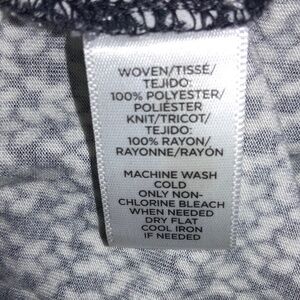 WOVEN/TISSÉ/
TEJIDO:
100% POLYESTER/
POLIÉSTER
KNIT/TRICOT/
TEJIDO:
100% RAYON/
RAYONNE/RAYÓN
MACHINE WASH
COLD
ONLY NON-
CHLORINE BLEACH
WHEN NEEDED
DRY FLAT
COOL IRON
IF NEEDED